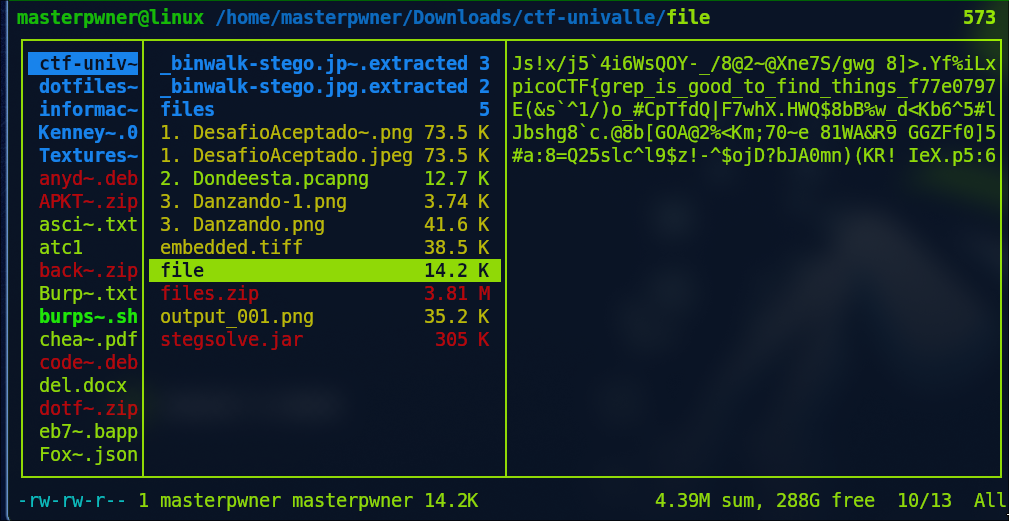 masterpwner@linux /home/masterpwner/Downloads/ctf-univalle/file 573
ctf-univ~
dotfiles~
informac~
Kenney~.0
Textures~
anyd~.deb
APKT~.zip
asci~.txt
atc1
back~.zip
Burp~.txt
burps~.sh
chea~.pdf
code~.deb
del.docx
dotf~.zip
eb7~.bapp
Fox~.json
_binwalk-stego.jp~.extracted 3
_binwalk-stego.jpg.extracted 2
files 5
1. DesafioAceptado~.png 73.5 K
1. DesafioAceptado.jpeg 73.5 K
2. Dondeesta.pcapng 12.7 K
3. Danzando-1.png 3.74 K
3. Danzando.png 41.6 K
embedded.tiff 38.5 K
file 14.2 K
files.zip 3.81 M
output_001.png 35.2 K
stegsolve.jar 305 K
Js!x/j5`4i6WsQOY-_/8@2~@Xne7S/gwg 8]>.Yf%iLx
picoCTF{grep_is_good_to_find_things_f77e0797
E(&s`^1/)o_#CpTfdQ|F7whX.HWQ$8bB%w_d<Kb6^5#l
Jbshg8`c.@8b[GOA@2%<Km;70~e 81WA&R9 GGZFf0]5
#a:8=Q25slc^l9$z!-^$ojD?bJA0mn)(KR! IeX.p5:6
-rw-rw-r-- 1 masterpwner masterpwner 14.2K 4.39M sum, 288G free 10/13 All